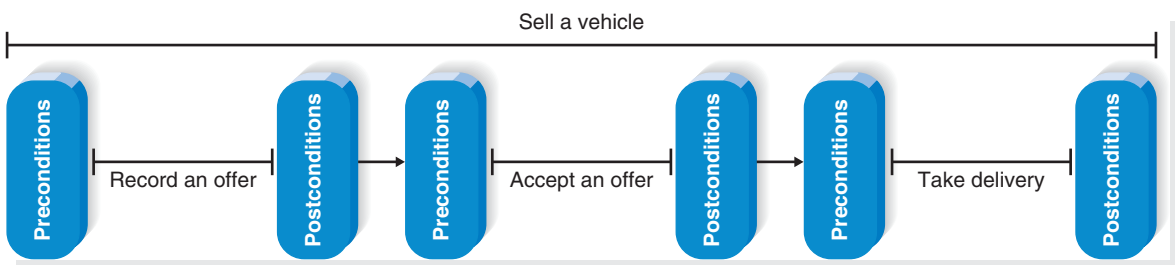 Sell a vehicle
Preconditions
Record an offer
Postconditions
Preconditions
Accept an offer
Postconditions
Preconditions
Take delivery
Postconditions